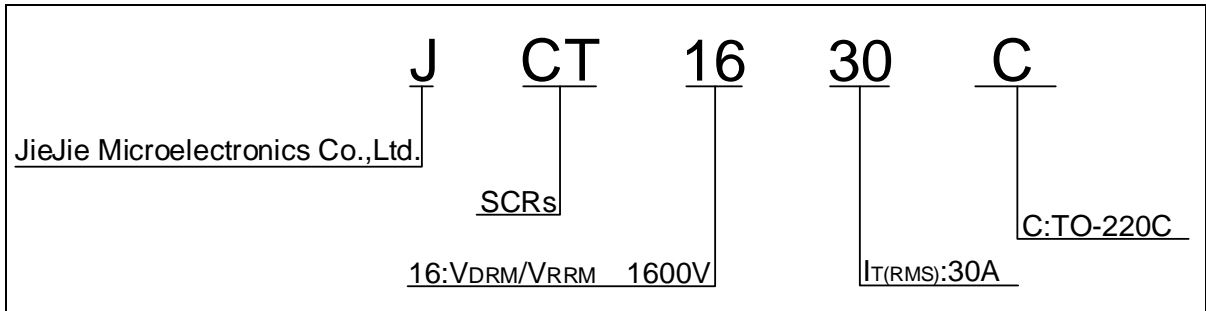 J CT 16 30 C
JieJie Microelectronics Co.,Ltd.
SCRs
C:TO-220C
16:VDRM/VRRM 1600V
IT(RMS):30A